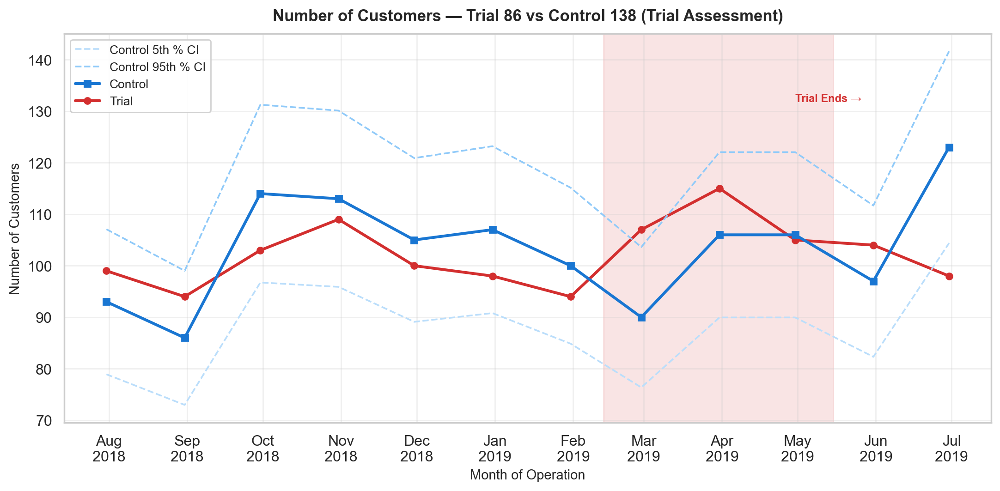 Number of Customers — Trial 86 vs Control 138 (Trial Assessment)
Control 5th % CI
Control 95th % CI
Control
Trial
Trial Ends →
Number of Customers
140
130
120
110
100
90
80
70
Aug Sep Oct Nov Dec Jan Feb Mar Apr May Jun Jul
2018 2018 2018 2018 2018 2019 2019 2019 2019 2019 2019 2019
Month of Operation